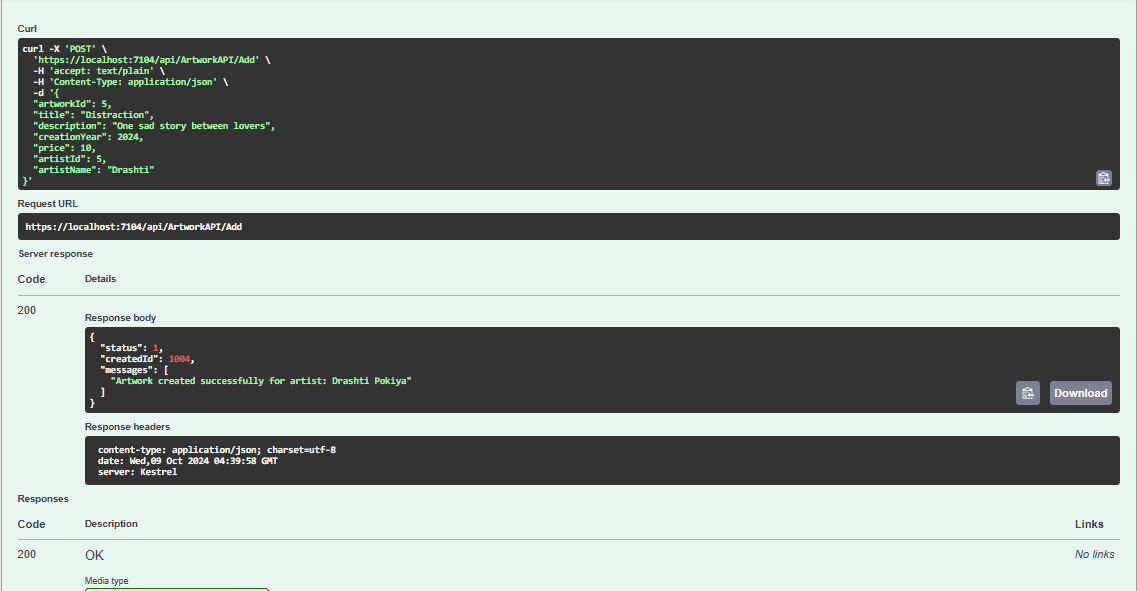 Curl
curl -X 'POST' \
'https://localhost:7104/api/ArtworkAPI/Add' \
-H 'accept: text/plain' \
-H 'Content-Type: application/json' \
-d '{
"artworkId": 5,
"title": "Distraction",
"description": "One sad story between lovers",
"creationYear": 2024,
"price": 10,
"artistId": 5,
"artistName": "Drashti"
}'
Request URL
https://localhost:7104/api/ArtworkAPI/Add
Server response
Code Details
200
Response body
{
"status": 1,
"createdId": 1004,
"messages": [
"Artwork created successfully for artist: Drashti Pokiya"
]
}
Download
Response headers
content-type: application/json; charset=utf-8
date: Wed,09 Oct 2024 04:39:58 GMT
server: Kestrel
Responses
Code Description Links
200 OK No links
Media type